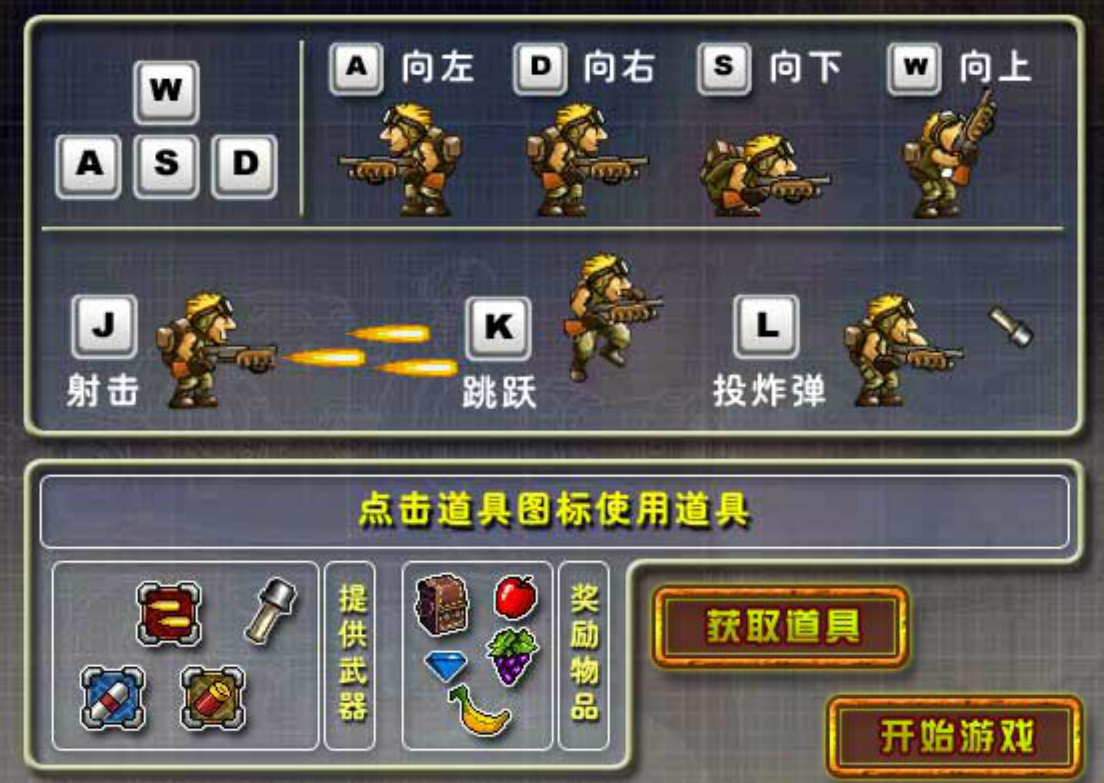 W
A S D
A 向左 D 向右 S 向下 W 向上
J 射击
K 跳跃
L 投炸弹
点击道具图标使用道具
提供武器
奖励物品
获取道具
开始游戏